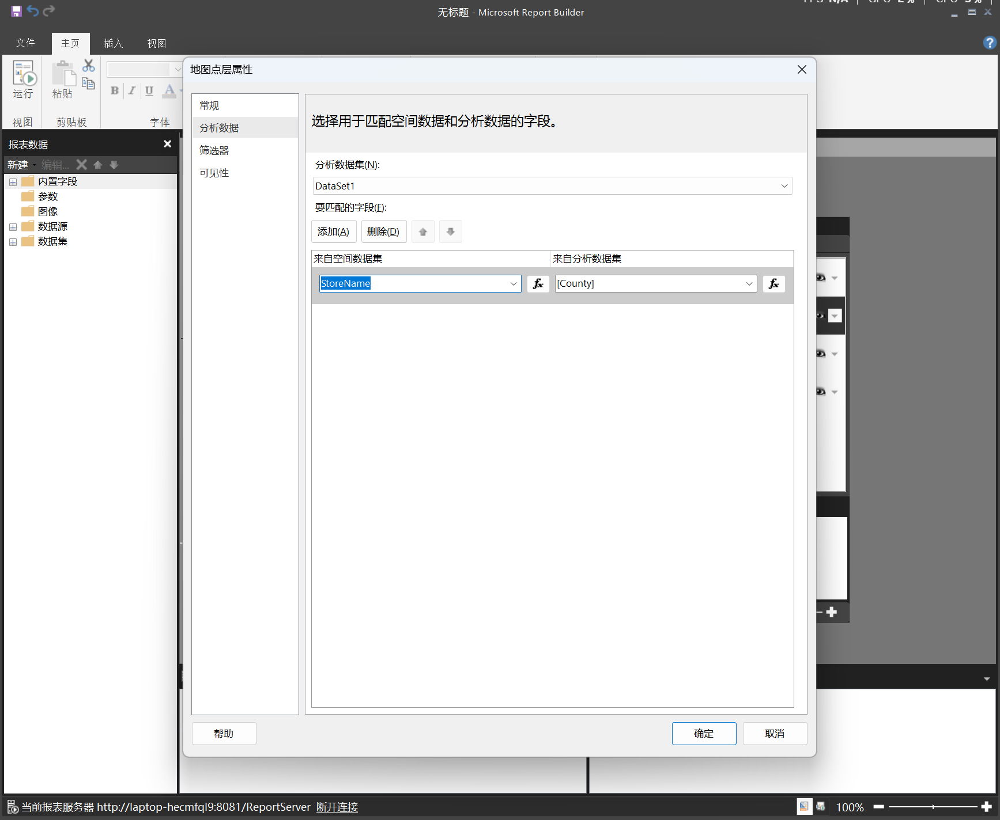 无标题 - Microsoft Report Builder
文件
主页
插入
视图
运行
粘贴
B I U A
视图
剪贴板
字体
报表数据
新建
编辑...
内置字段
参数
图像
数据源
数据集
地图点层属性
常规
分析数据
筛选器
可见性
选择用于匹配空间数据和分析数据的字段。
分析数据集(N):
DataSet1
要匹配的字段(F):
添加(A)
删除(D)
来自空间数据集
来自分析数据集
StoreName
fx
[County]
fx
帮助
确定
取消
当前报表服务器 http://laptop-hecmfql9:8081/ReportServer 断开连接
100%